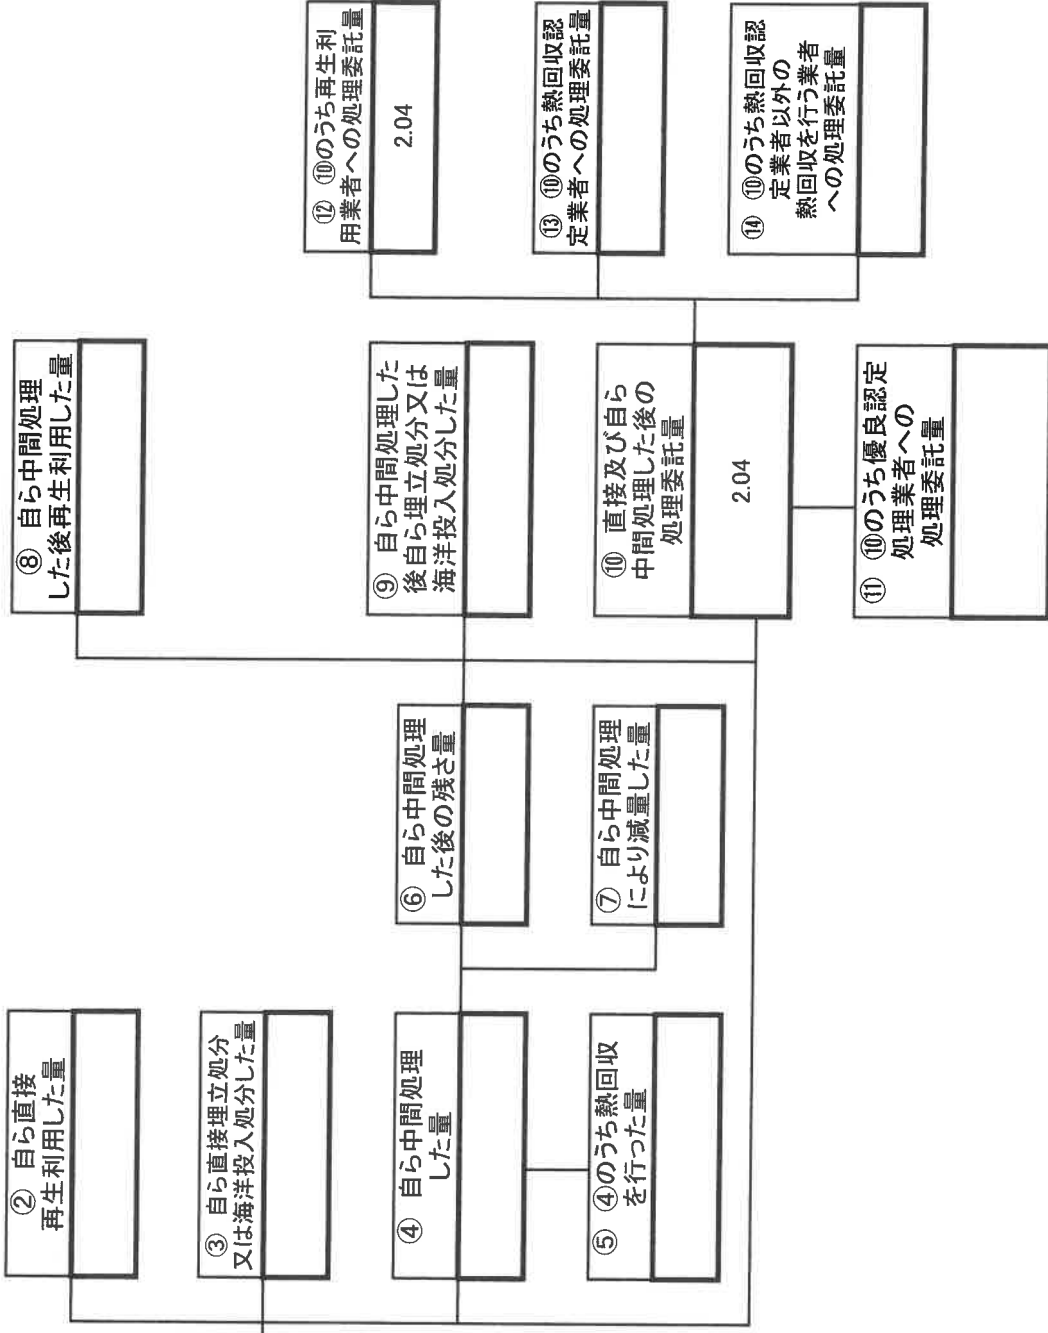 ② 自ら直接
再生利用した量
③ 自ら直接埋立処分
又は海洋投入処分した量
④ 自ら中間処理
した量
⑤ ④のうち熱回収
を行った量
⑥ 自ら中間処理
した後の残さ量
⑦ 自ら中間処理
により減量した量
⑧ 自ら中間処理
した後再生利用した量
⑨ 自ら中間処理した
後自ら埋立処分又は
海洋投入処分した量
⑩ 直接及び自ら
中間処理した後の
処理委託量
2.04
⑪ ⑩のうち優良認定
処理業者への
処理委託量
⑫ ⑩のうち再生利
用業者への処理委託量
2.04
⑬ ⑩のうち熱回収認
定業者への処理委託量
⑭ ⑩のうち熱回収認
定業者以外の
熱回収を行う業者
への処理委託量